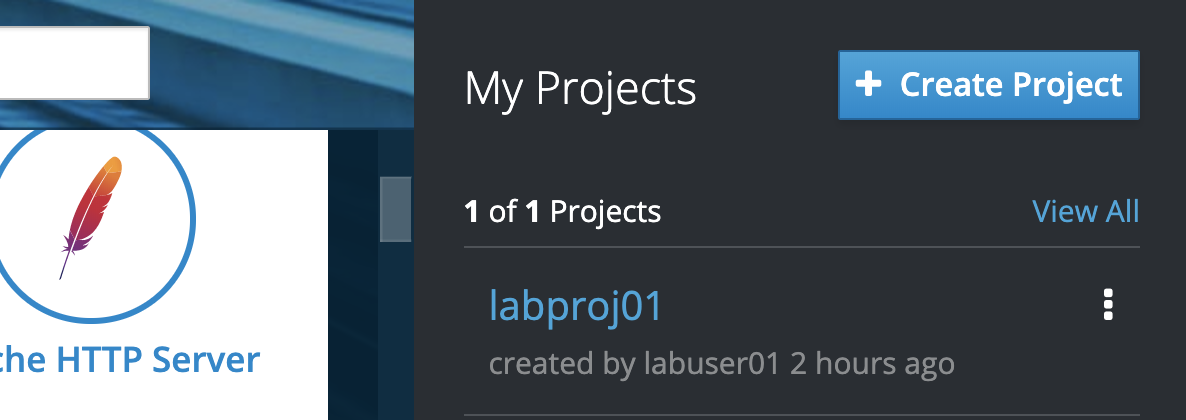 My Projects
Create Project
1 of 1 Projects
View All
labproj01
created by labuser01 2 hours ago
che HTTP Server